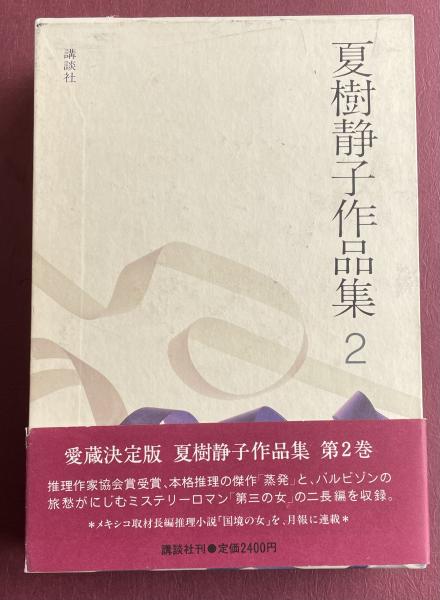 夏樹静子作品集 2
講談社
愛蔵決定版 夏樹静子作品集 第2巻
推理作家協会賞受賞、本格推理の傑作「蒸発」と、バルビゾンの
旅愁がにじむミステリーロマン「第三の女」の二長編を収録。
*メキシコ取材長編推理小説「国境の女」を、月報に連載*
講談社刊●定価2400円